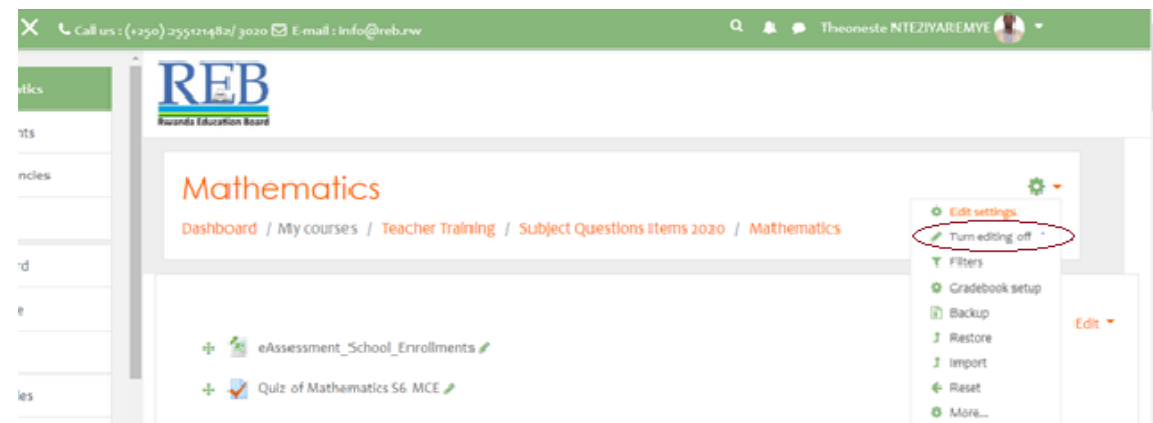 Call us : (+250) 255121482/ 3020 E-mail : info@reb.rw
Theoneste NTEZIYAREMYE
REB
Rwanda Education Board
Mathematics
Dashboard / My courses / Teacher Training / Subject Questions Items 2020 / Mathematics
Edit settings
Turn editing off
Filters
Gradebook setup
Backup
Restore
Import
Reset
More...
Edit
eAssessment_School_Enrollments
Quiz of Mathematics S6 MCE